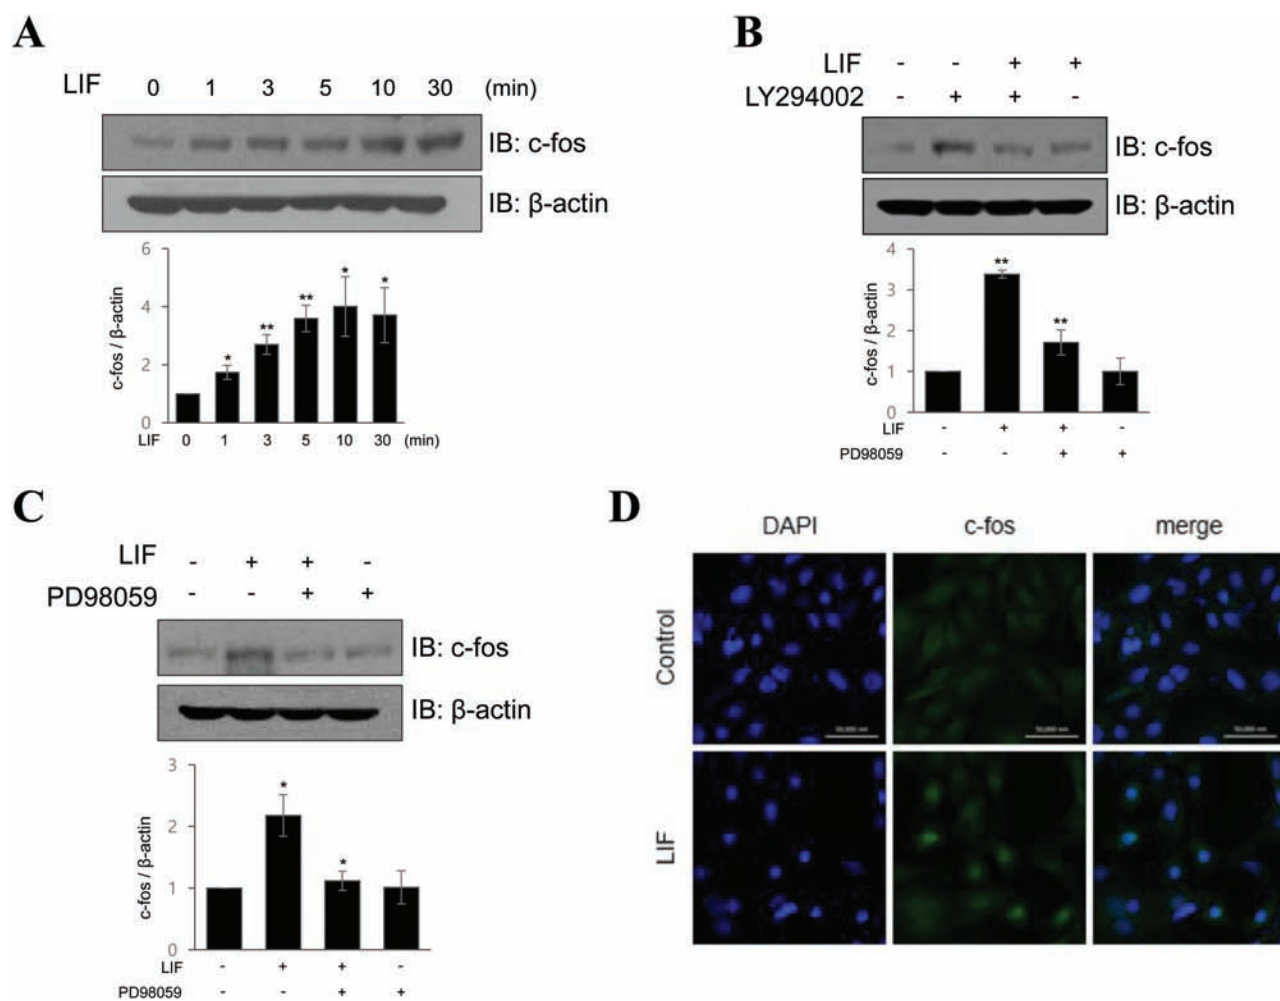 A
LIF 0 1 3 5 10 30 (min)
IB: c-fos
IB: β-actin
6
4
2
0
c-fos / β-actin
* ** ** * *
LIF 0 1 3 5 10 30 (min)
B
LIF - - + +
LY294002 - + + -
IB: c-fos
IB: β-actin
4
3
2
1
0
c-fos / β-actin
** **
LIF - + + -
PD98059 - - + +
C
LIF - + + -
PD98059 - - + +
IB: c-fos
IB: β-actin
3
2
1
0
c-fos / β-actin
* *
LIF - + + -
PD98059 - - + +
D
DAPI c-fos merge
Control
LIF